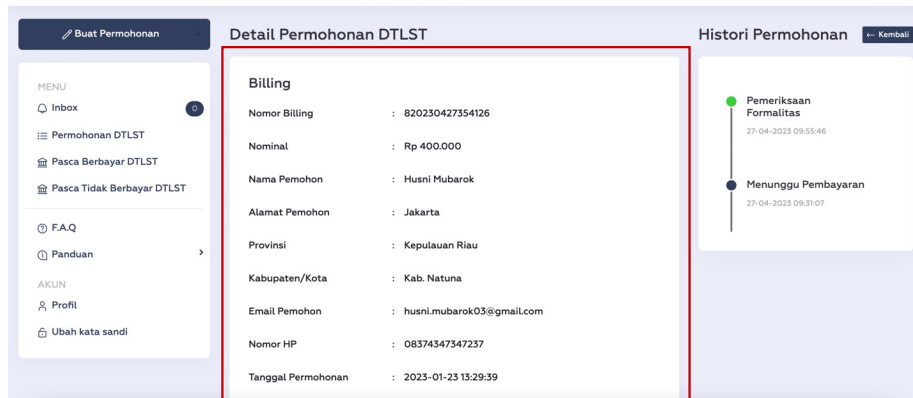 Buat Permohonan
MENU
Inbox
0
Permohonan DTLST
Pasca Berbayar DTLST
Pasca Tidak Berbayar DTLST
F.A.Q
Panduan
AKUN
Profil
Ubah kata sandi
Detail Permohonan DTLST
Billing
Nomor Billing : 820230427354126
Nominal : Rp 400.000
Nama Pemohon : Husni Mubarok
Alamat Pemohon : Jakarta
Provinsi : Kepulauan Riau
Kabupaten/Kota : Kab. Natuna
Email Pemohon : husni.mubarok03@gmail.com
Nomor HP : 08374347347237
Tanggal Permohonan : 2023-01-23 13:29:39
Histori Permohonan
← Kembali
Pemeriksaan
Formalitas
27-04-2023 09:55:46
Menunggu Pembayaran
27-04-2023 09:31:07